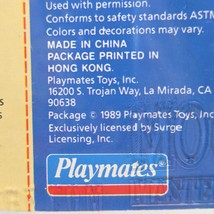 Used with permission.
Conforms to safety standards AST
Colors and decorations may vary.
MADE IN CHINA
PACKAGE PRINTED IN
HONG KONG.
Playmates Toys, Inc.
16200 S. Trojan Way, La Mirada, CA
90638
Package © 1989 Playmates Toys, Inc.
Exclusively licensed by Surge
Licensing, Inc.
Playmates®